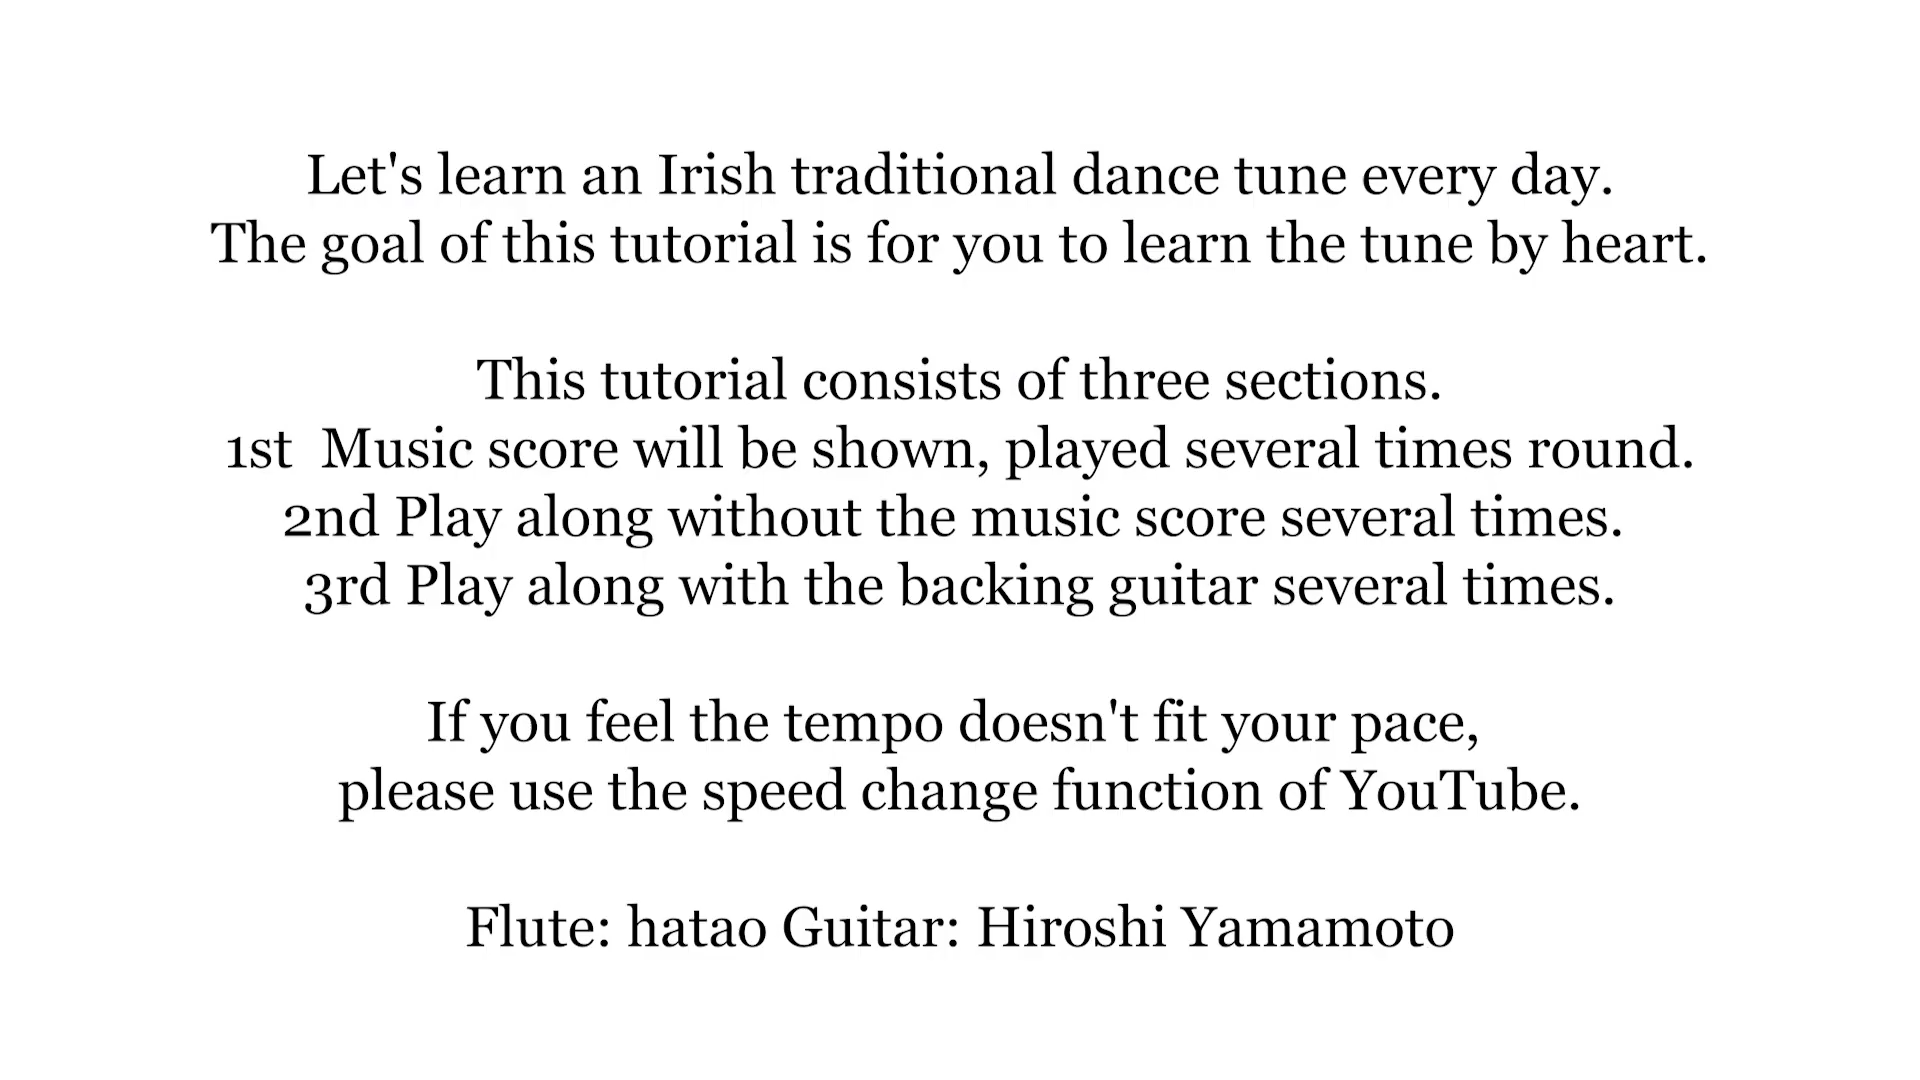 Let's learn an Irish traditional dance tune every day.
The goal of this tutorial is for you to learn the tune by heart.
This tutorial consists of three sections.
1st  Music score will be shown, played several times round.
2nd Play along without the music score several times.
3rd Play along with the backing guitar several times.
If you feel the tempo doesn't fit your pace,
please use the speed change function of YouTube.
Flute: hatao Guitar: Hiroshi Yamamoto